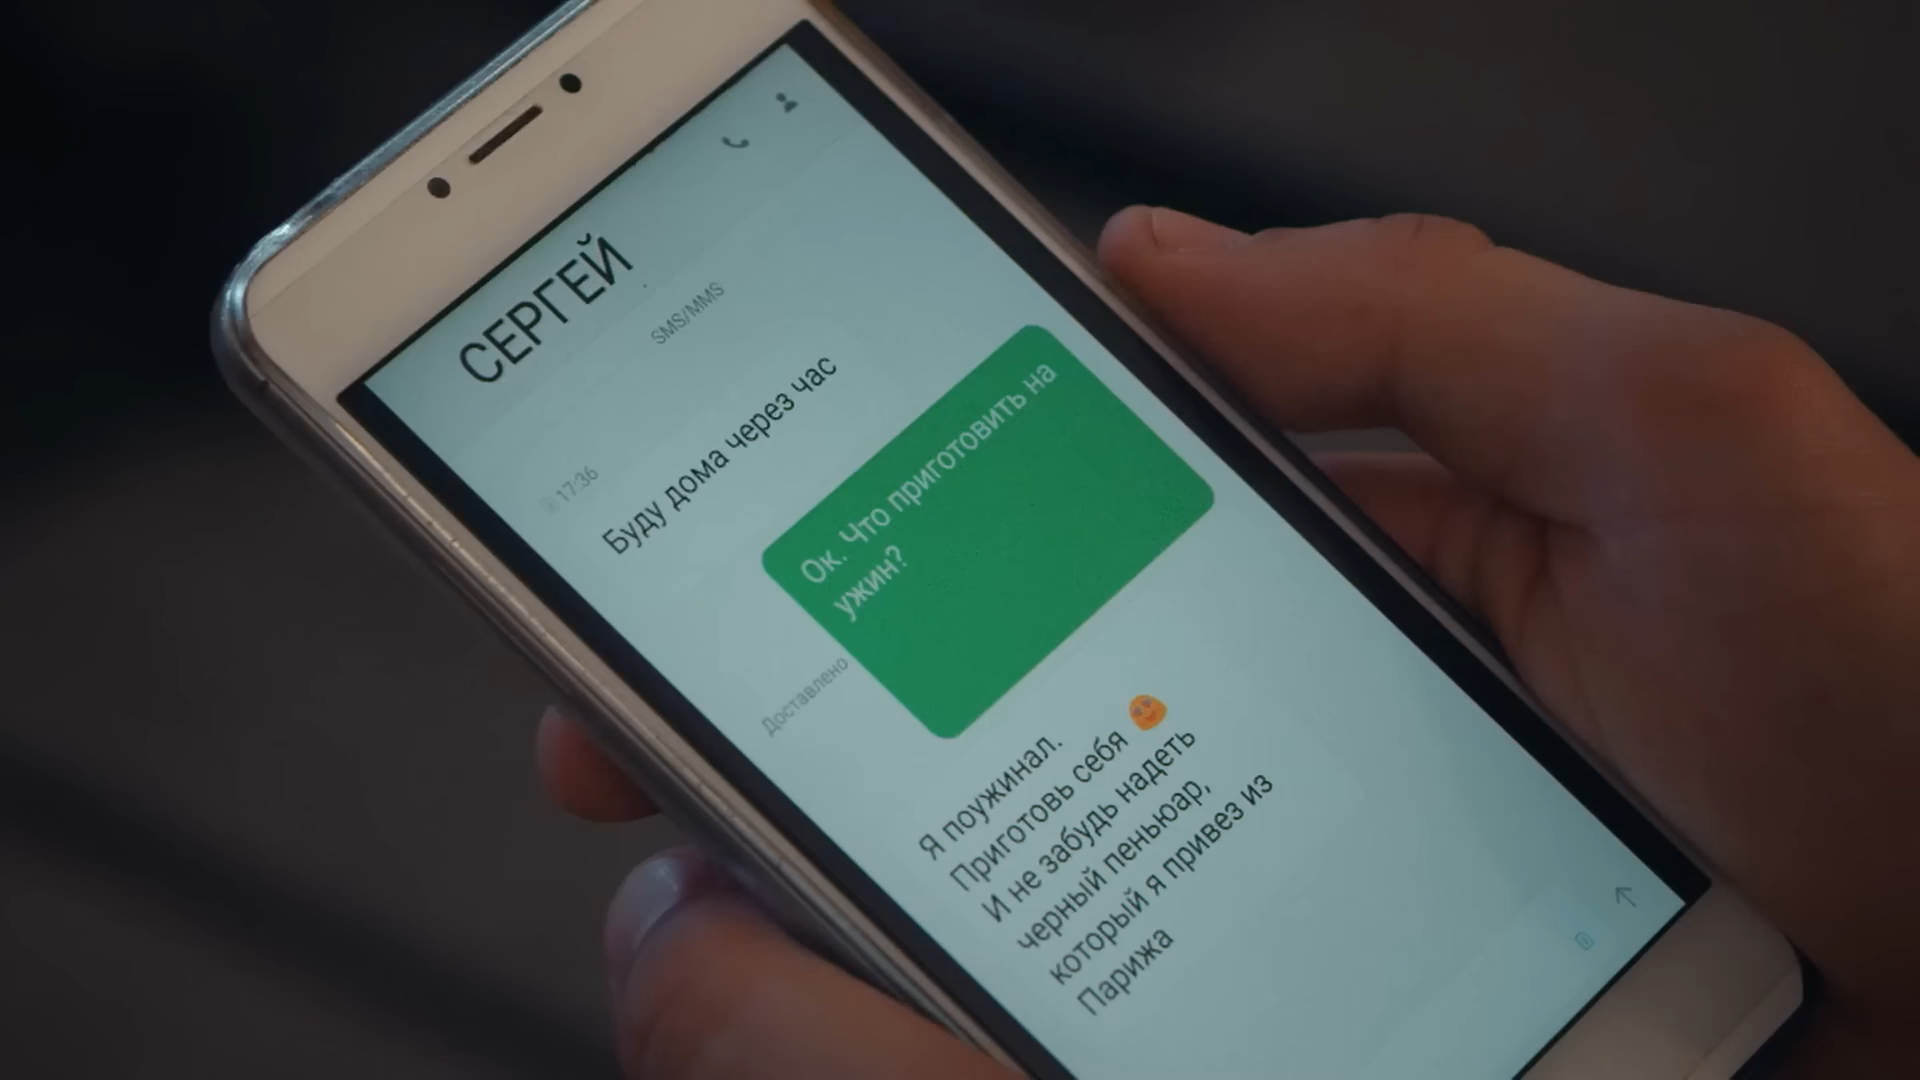 СЕРГЕЙ
SMS/MMS
17:36
Буду дома через час
Ок. Что приготовить на
ужин?
Доставлено
Я поужинал.
Приготовь себя
И не забудь надеть
черный пеньюар,
который я привез из
Парижа